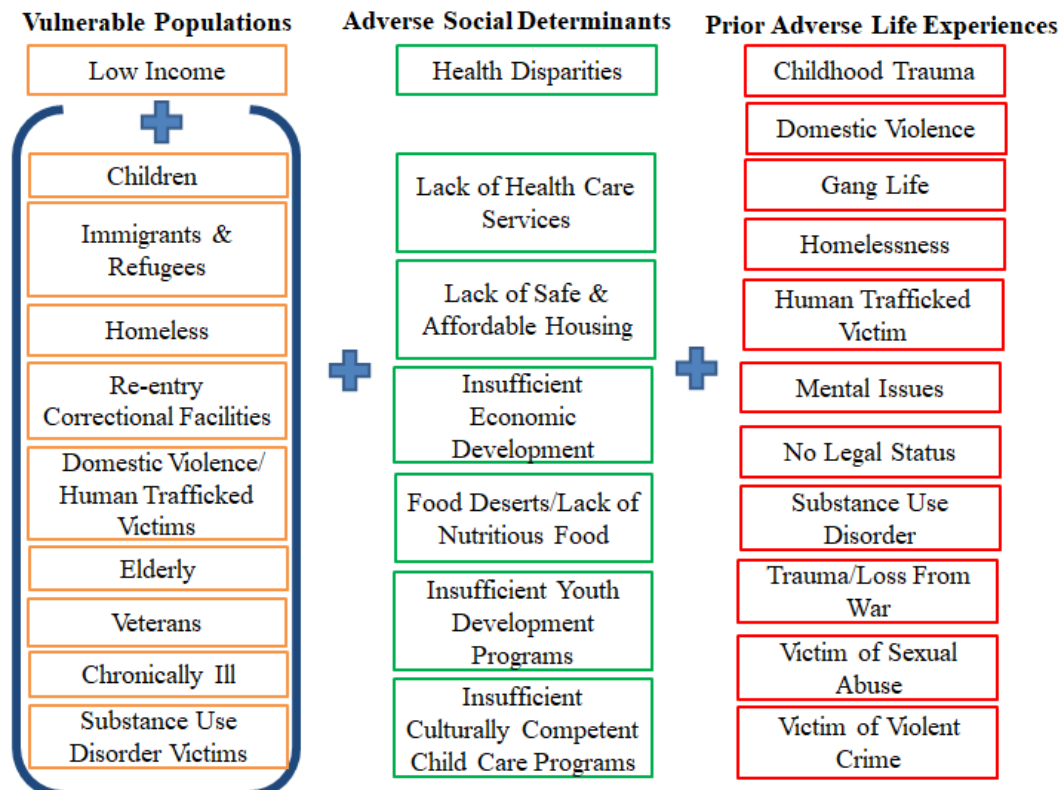 Vulnerable Populations
Low Income
Children
Immigrants &
Refugees
Homeless
Re-entry
Correctional Facilities
Domestic Violence/
Human Trafficked
Victims
Elderly
Veterans
Chronically Ill
Substance Use
Disorder Victims
Adverse Social Determinants
Health Disparities
Lack of Health Care
Services
Lack of Safe &
Affordable Housing
Insufficient
Economic
Development
Food Deserts/Lack of
Nutritious Food
Insufficient Youth
Development
Programs
Insufficient
Culturally Competent
Child Care Programs
Prior Adverse Life Experiences
Childhood Trauma
Domestic Violence
Gang Life
Homelessness
Human Trafficked
Victim
Mental Issues
No Legal Status
Substance Use
Disorder
Trauma/Loss From
War
Victim of Sexual
Abuse
Victim of Violent
Crime